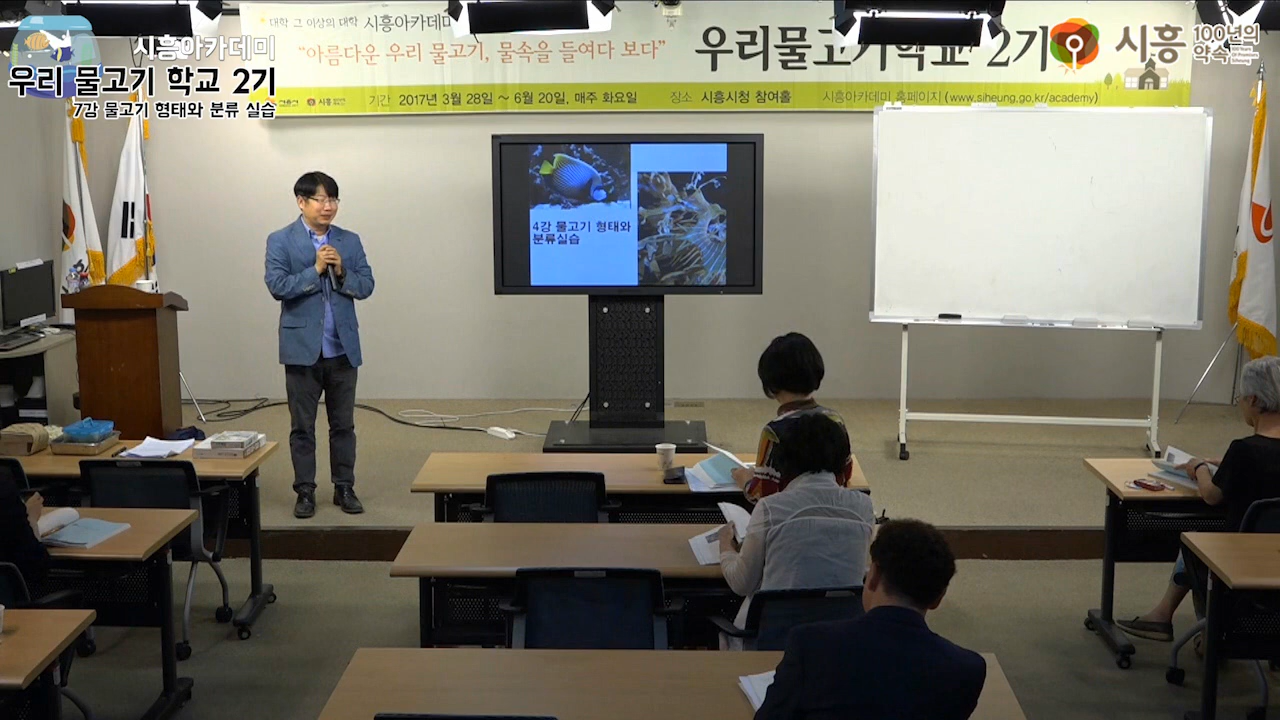 시흥아카데미
우리 물고기 학교 2기
7강 물고기 형태와 분류 실습
대학 그 이상의 대학 시흥아카데미
"아름다운 우리 물고기, 물속을 들여다 보다"
우리물고기학교 2기
시흥
기간 2017년 3월 28일 ~ 6월 20일, 매주 화요일 장소 시흥시청 참여홀 시흥아카데미 홈페이지 (www.siheung.go.kr/academy)
시흥 100년의
약속
4강 물고기 형태와
분류실습